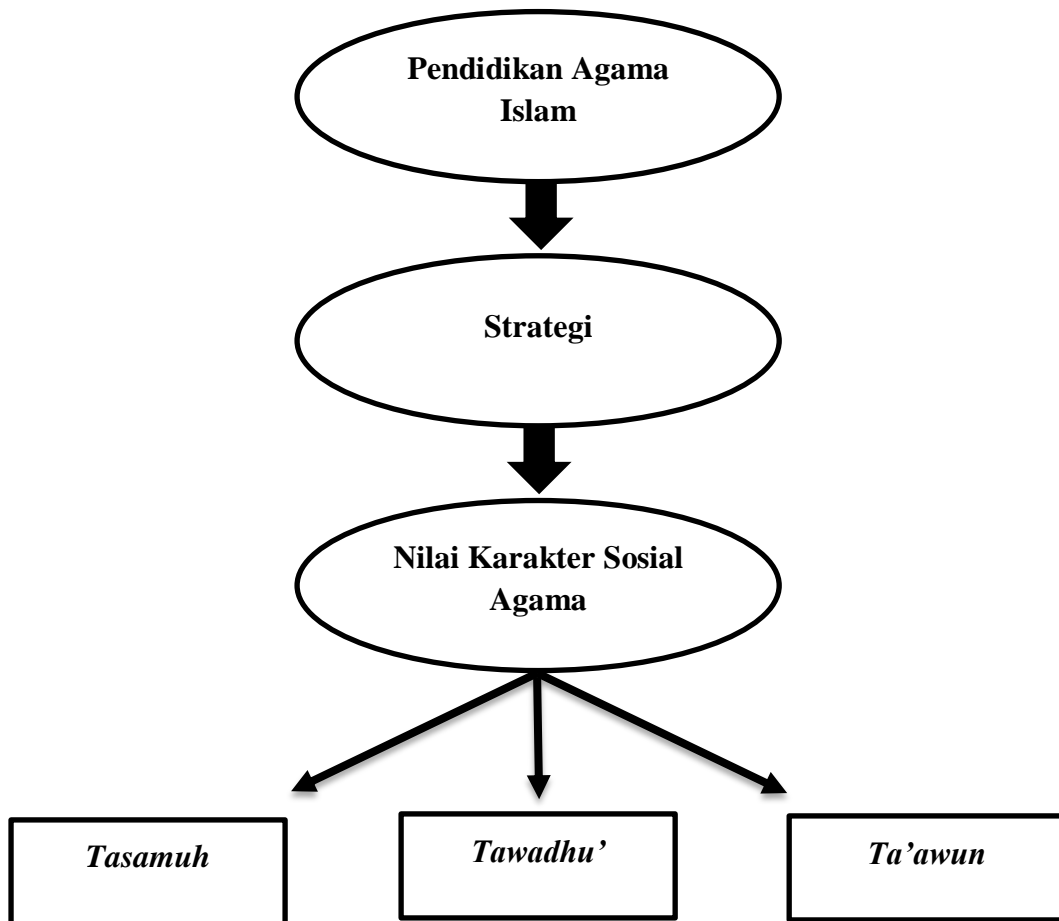 Pendidikan Agama
Islam
Strategi
Nilai Karakter Sosial
Agama
Tasamuh
Tawadhu’
Ta’awun